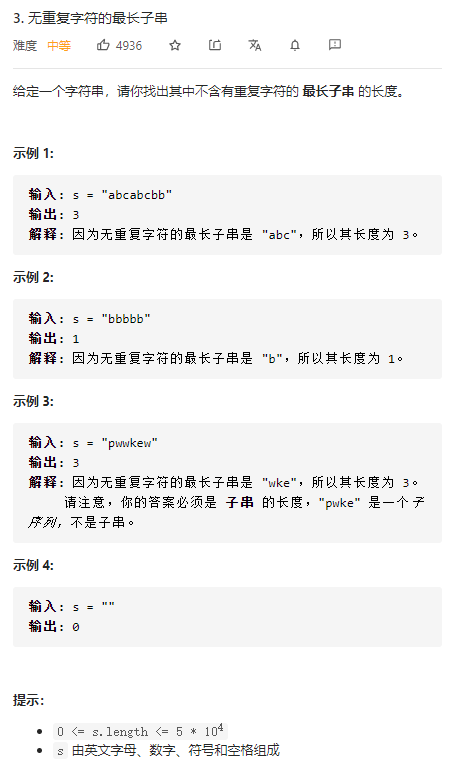 3. 无重复字符的最长子串
难度 中等 4936
给定一个字符串，请你找出其中不含有重复字符的 最长子串 的长度。
示例 1:
输入: s = "abcabcbb"
输出: 3
解释: 因为无重复字符的最长子串是 "abc"，所以其长度为 3。
示例 2:
输入: s = "bbbbb"
输出: 1
解释: 因为无重复字符的最长子串是 "b"，所以其长度为 1。
示例 3:
输入: s = "pwwkew"
输出: 3
解释: 因为无重复字符的最长子串是 "wke"，所以其长度为 3。
请注意，你的答案必须是 子串 的长度，"pwke" 是一个子
序列，不是子串。
示例 4:
输入: s = ""
输出: 0
提示：
0 <= s.length <= 5 * 10⁴
s 由英文字母、数字、符号和空格组成